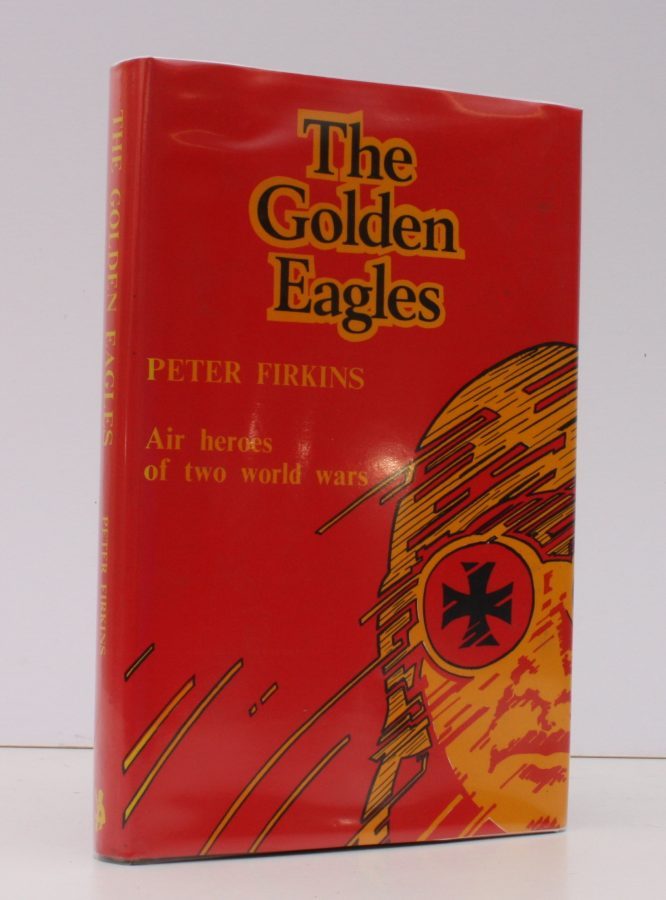 The
Golden
Eagles
PETER FIRKINS
Air heroes
of two world wars
THE GOLDEN EAGLES
PETER FIRKINS